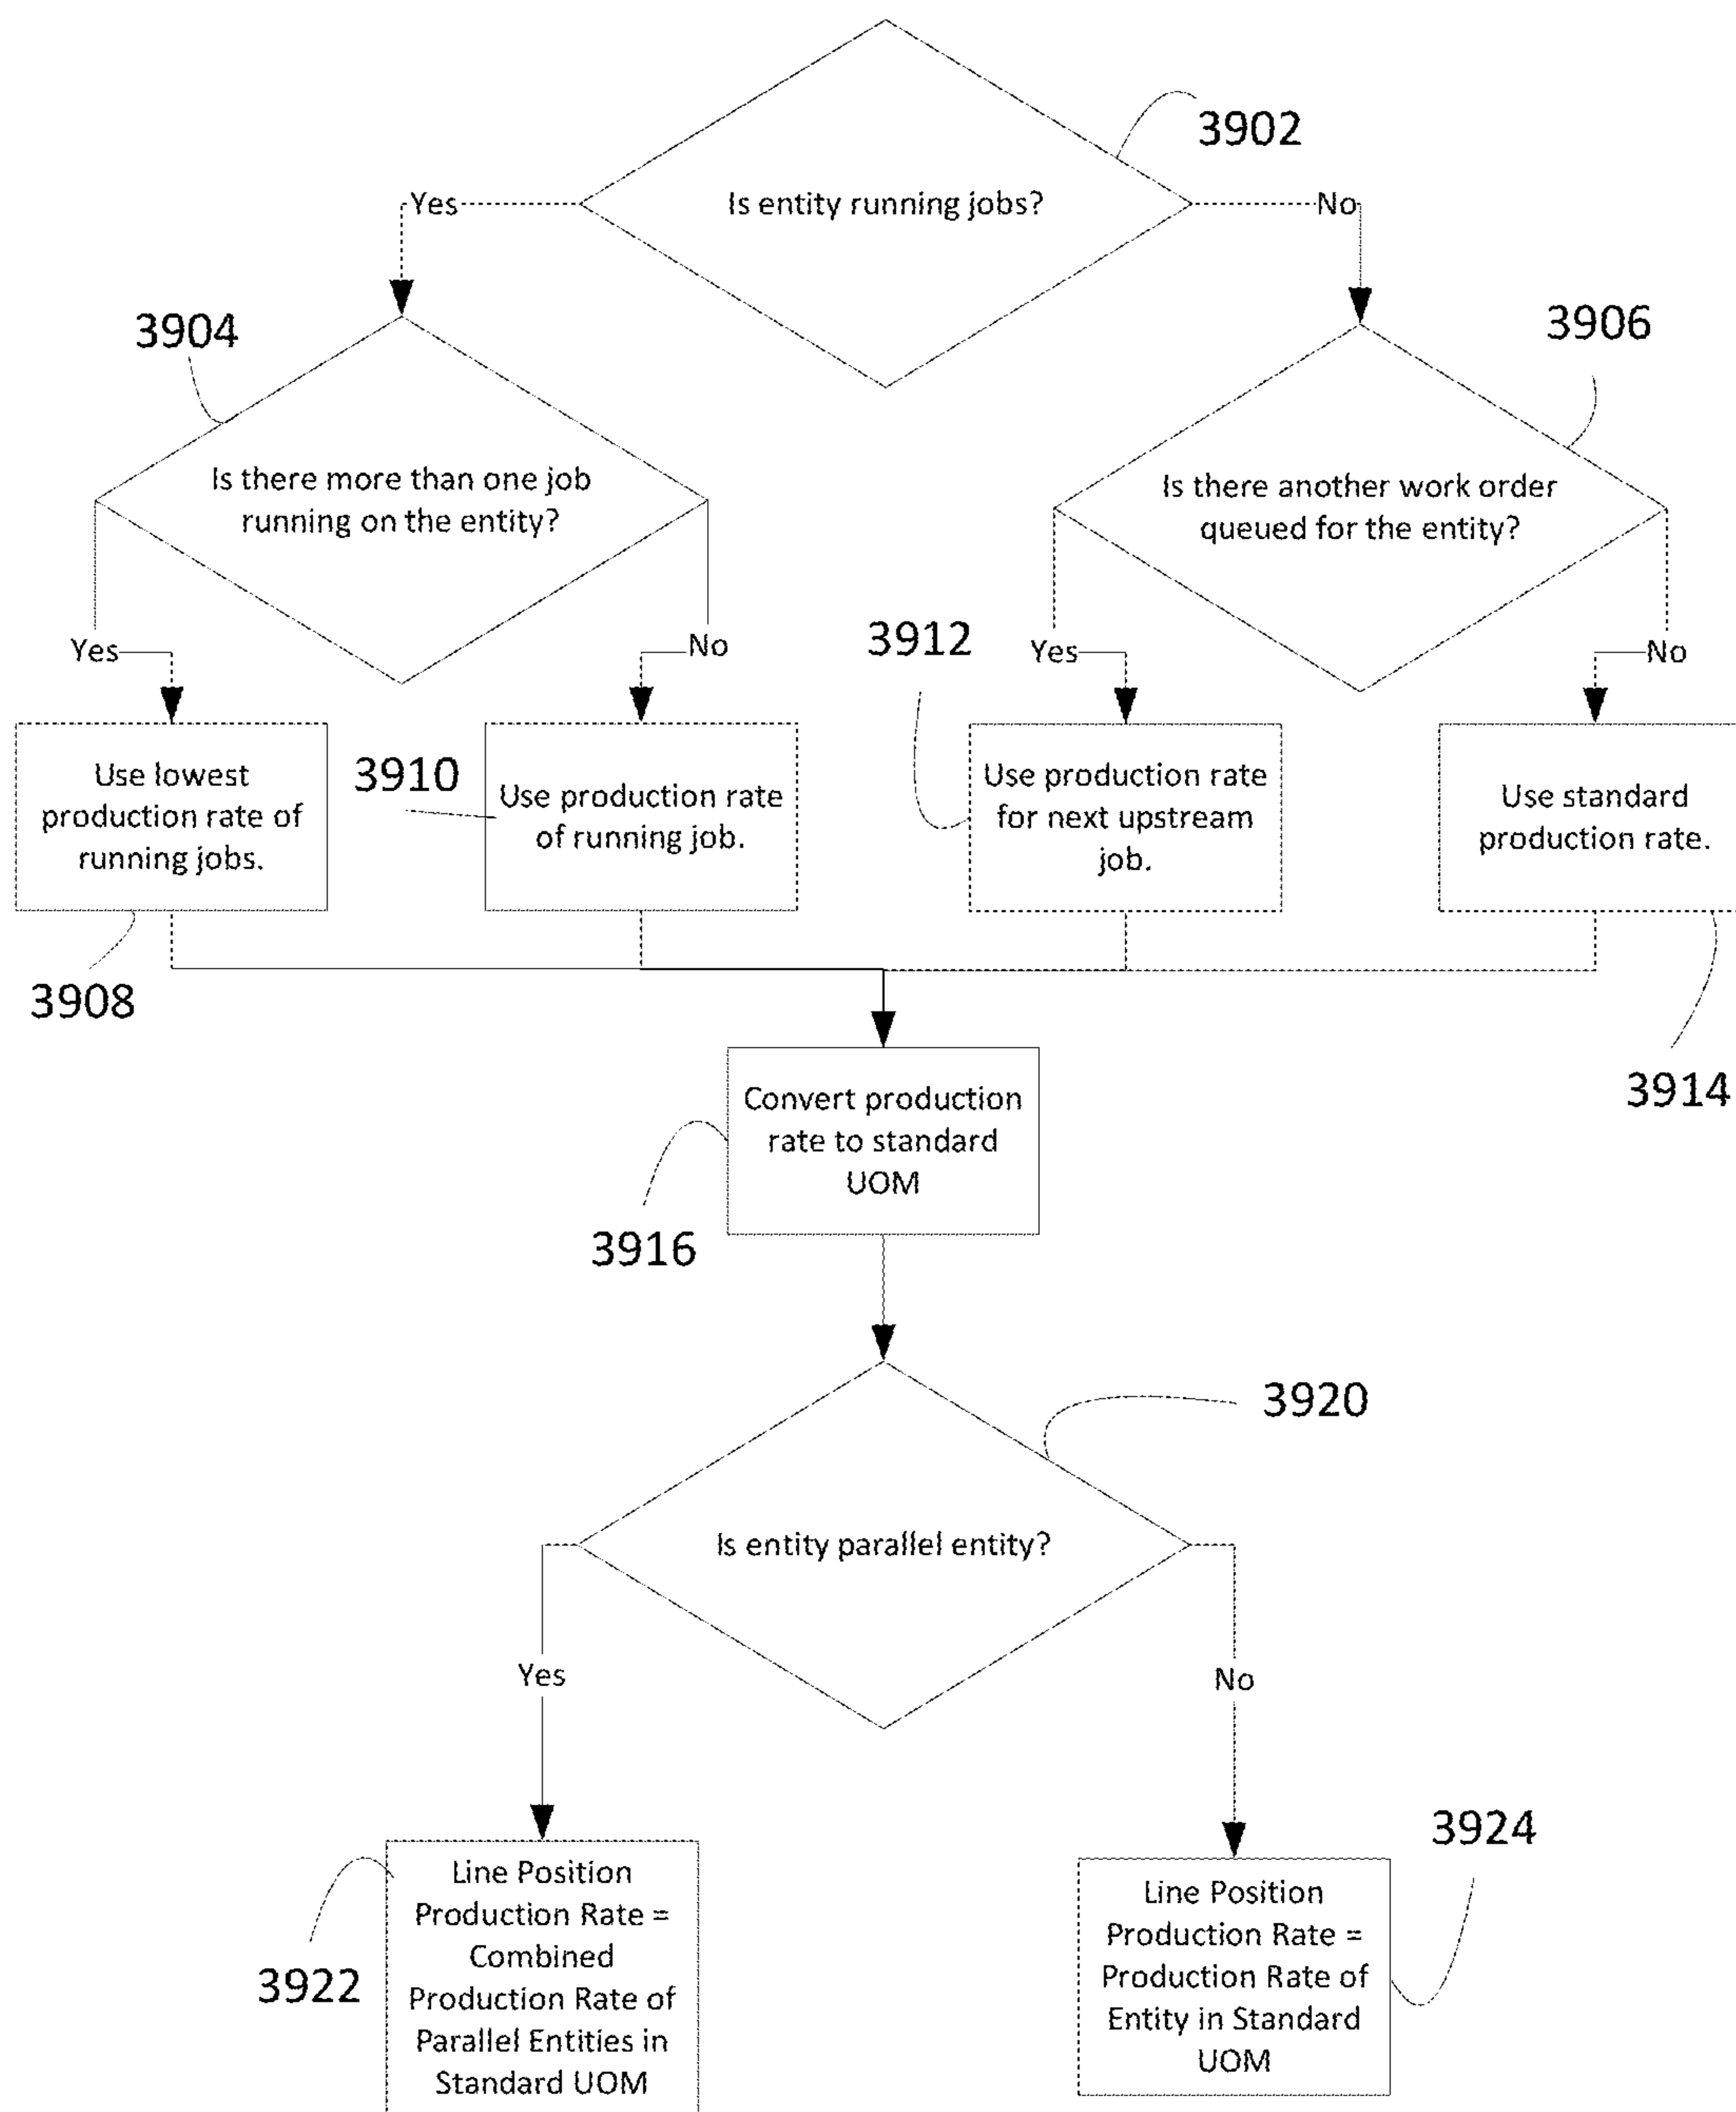 3902
Yes
Is entity running jobs?
No
3904
3906
Is there more than one job
running on the entity?
Is there another work order
queued for the entity?
Yes
No
3912
Yes
No
Use lowest
production rate of
running jobs.
3910
Use production rate
of running job.
Use production rate
for next upstream
job.
Use standard
production rate.
3908
3914
Convert production
rate to standard
UOM
3916
3920
Is entity parallel entity?
Yes
No
3922
Line Position
Production Rate =
Combined
Production Rate of
Parallel Entities in
Standard UOM
3924
Line Position
Production Rate =
Production Rate of
Entity in Standard
UOM